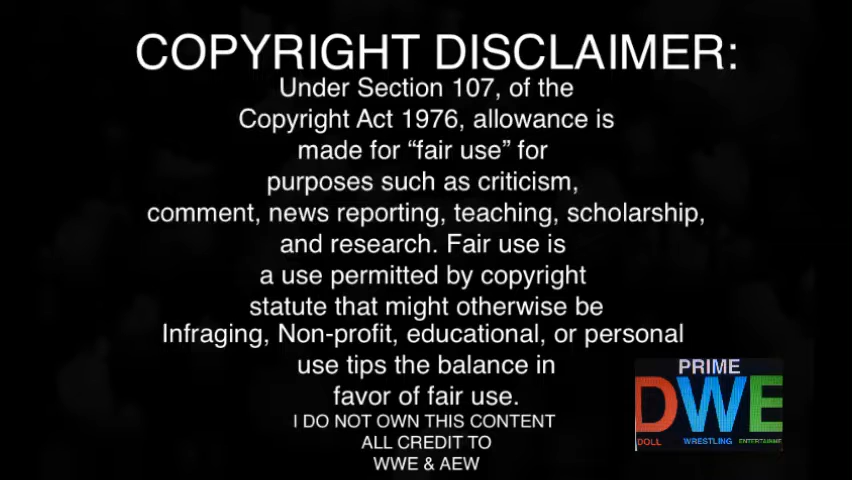 COPYRIGHT DISCLAIMER:
Under Section 107, of the
Copyright Act 1976, allowance is
made for “fair use” for
purposes such as criticism,
comment, news reporting, teaching, scholarship,
and research. Fair use is
a use permitted by copyright
statute that might otherwise be
Infraging, Non-profit, educational, or personal
use tips the balance in
favor of fair use.
I DO NOT OWN THIS CONTENT
ALL CREDIT TO
WWE & AEW
PRIME
DWE
DOLL WRESTLING